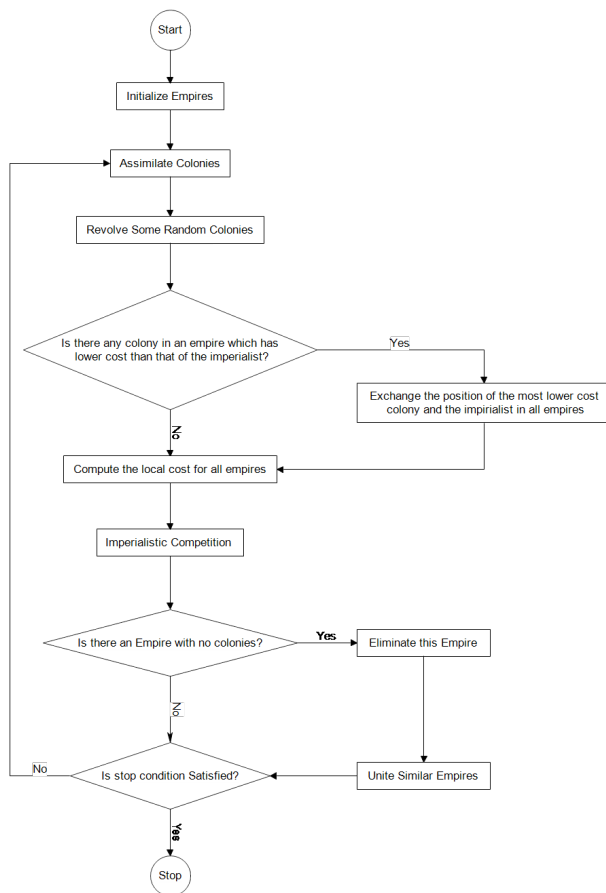 Start
Initialize Empires
Assimilate Colonies
Revolve Some Random Colonies
Is there any colony in an empire which has
lower cost than that of the imperialist?
Yes
Exchange the position of the most lower cost
colony and the impirialist in all empires
No
Compute the local cost for all empires
Imperialistic Competition
Is there an Empire with no colonies?
Yes
Eliminate this Empire
No
Is stop condition Satisfied?
Unite Similar Empires
No
Yes
Stop